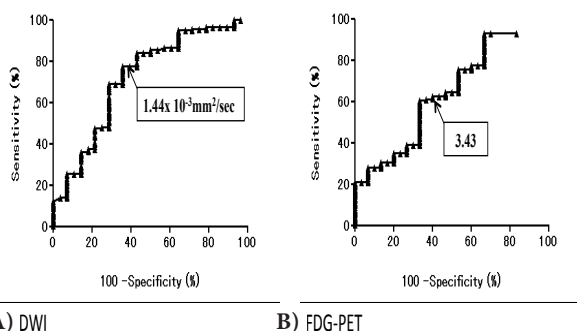 100
80
60
40
20
0
Sensitivity (%)
1.44x 10-3mm2/sec
0 20 40 60 80 100
100 -Specificity (%)
A) DWI
100
80
60
40
20
0
Sensitivity (%)
3.43
0 20 40 60 80 100
100 -Specificity (%)
B) FDG-PET